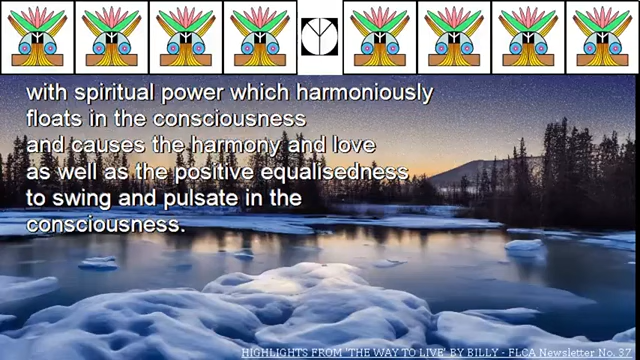 with spiritual power which harmoniously
floats in the consciousness
and causes the harmony and love
as well as the positive equalisedness
to swing and pulsate in the
consciousness.
HIGHLIGHTS FROM 'THE WAY TO LIVE' BY BILLY - FLCA Newsletter No. 37